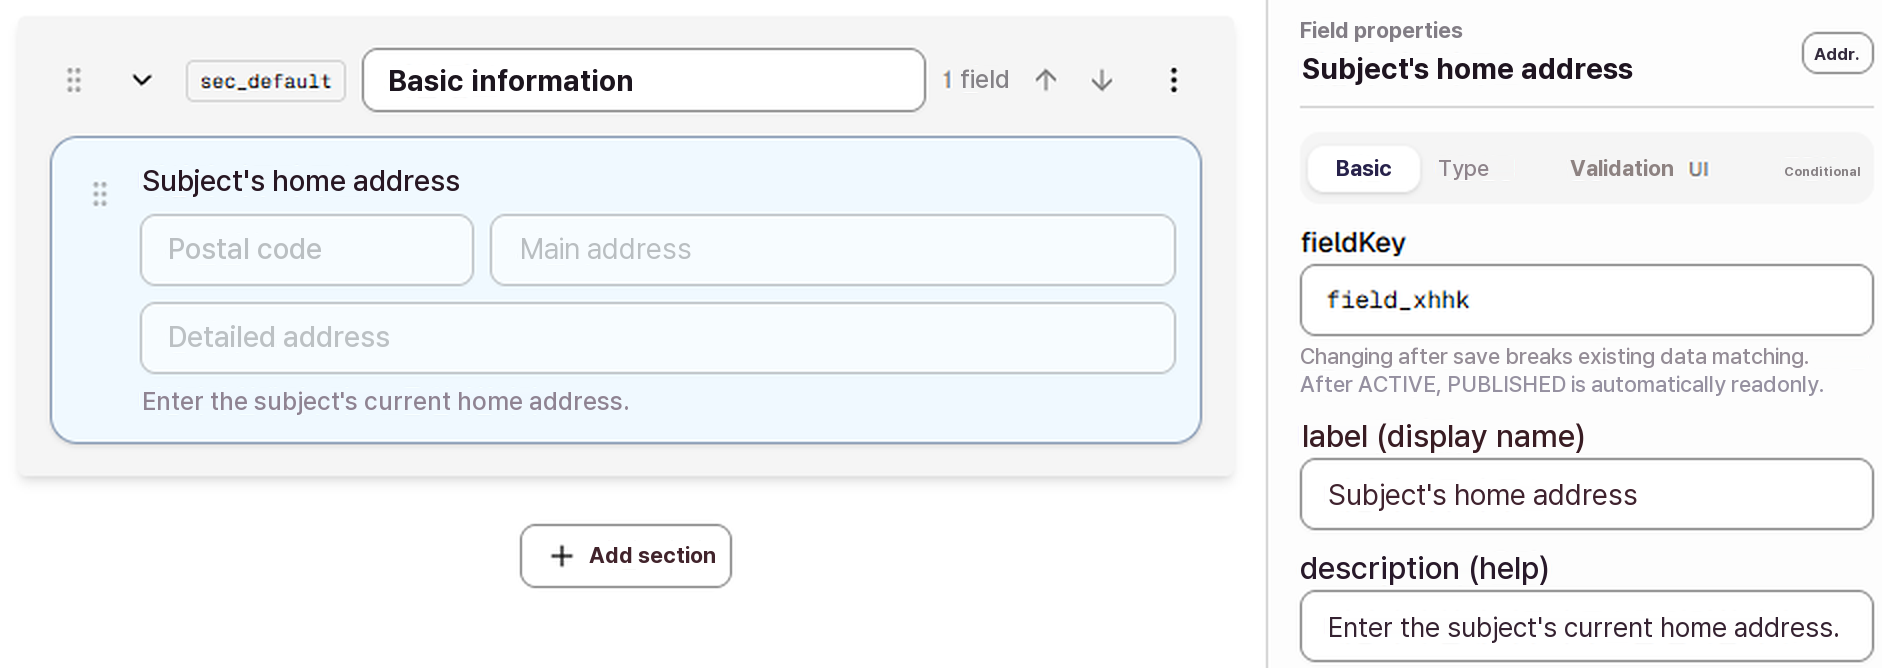 sec_default
Basic information
1 field
Subject's home address
Postal code
Main address
Detailed address
Enter the subject's current home address.
Add section
Field properties
Subject's home address
Addr.
Basic
Type
Validation
UI
Conditional
fieldKey
field_xhhk
Changing after save breaks existing data matching.
After ACTIVE, PUBLISHED is automatically readonly.
label (display name)
Subject's home address
description (help)
Enter the subject's current home address.